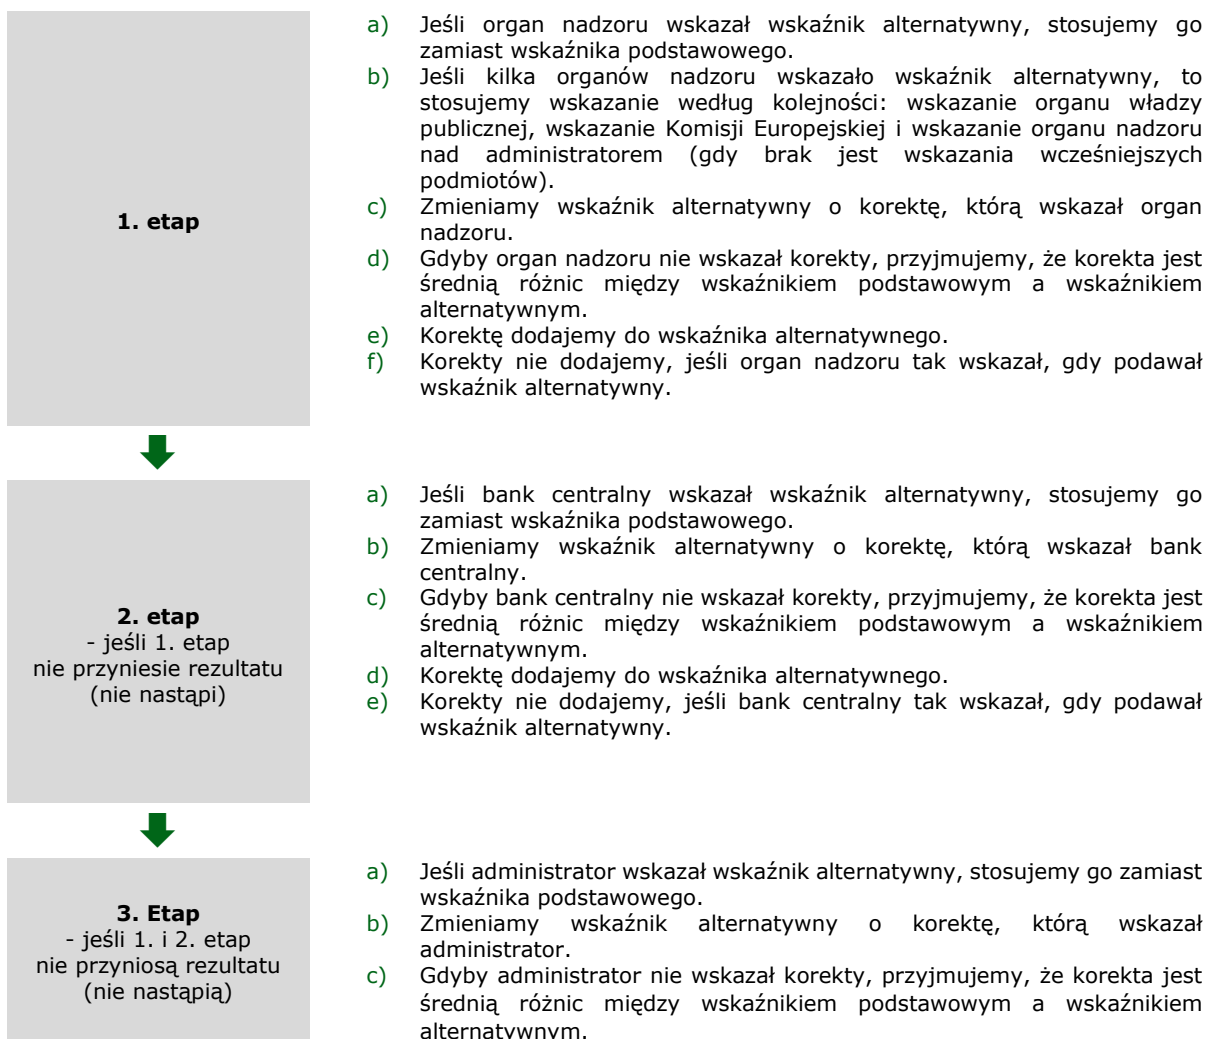 1. etap
a) Jeśli organ nadzoru wskazał wskaźnik alternatywny, stosujemy go
zamiast wskaźnika podstawowego.
b) Jeśli kilka organów nadzoru wskazało wskaźnik alternatywny, to
stosujemy wskazanie według kolejności: wskazanie organu władzy
publicznej, wskazanie Komisji Europejskiej i wskazanie organu nadzoru
nad administratorem (gdy brak jest wskazania wcześniejszych
podmiotów).
c) Zmieniamy wskaźnik alternatywny o korektę, którą wskazał organ
nadzoru.
d) Gdyby organ nadzoru nie wskazał korekty, przyjmujemy, że korekta jest
średnią różnic między wskaźnikiem podstawowym a wskaźnikiem
alternatywnym.
e) Korektę dodajemy do wskaźnika alternatywnego.
f) Korekty nie dodajemy, jeśli organ nadzoru tak wskazał, gdy podawał
wskaźnik alternatywny.
2. etap
- jeśli 1. etap
nie przyniesie rezultatu
(nie nastąpi)
a) Jeśli bank centralny wskazał wskaźnik alternatywny, stosujemy go
zamiast wskaźnika podstawowego.
b) Zmieniamy wskaźnik alternatywny o korektę, którą wskazał bank
centralny.
c) Gdyby bank centralny nie wskazał korekty, przyjmujemy, że korekta jest
średnią różnic między wskaźnikiem podstawowym a wskaźnikiem
alternatywnym.
d) Korektę dodajemy do wskaźnika alternatywnego.
e) Korekty nie dodajemy, jeśli bank centralny tak wskazał, gdy podawał
wskaźnik alternatywny.
3. Etap
- jeśli 1. i 2. etap
nie przyniosą rezultatu
(nie nastąpią)
a) Jeśli administrator wskazał wskaźnik alternatywny, stosujemy go zamiast
wskaźnika podstawowego.
b) Zmieniamy wskaźnik alternatywny o korektę, którą wskazał
administrator.
c) Gdyby administrator nie wskazał korekty, przyjmujemy, że korekta jest
średnią różnic między wskaźnikiem podstawowym a wskaźnikiem
alternatywnym.